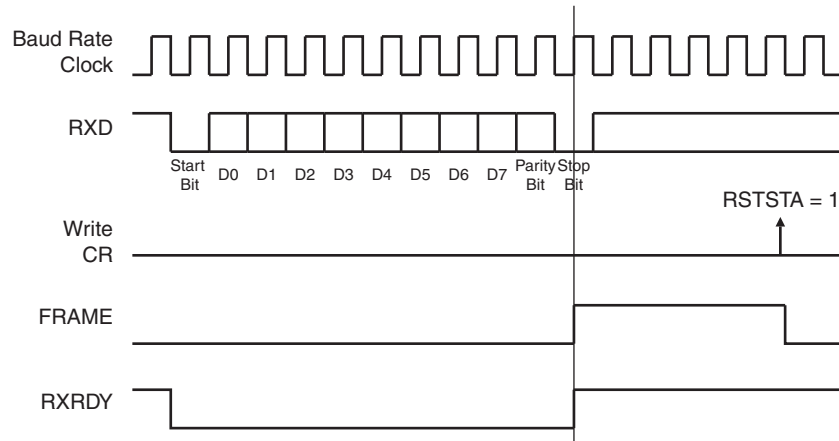 Baud Rate
Clock
RXD
Start
Bit
D0 D1 D2 D3 D4 D5 D6 D7
Parity
Bit
Stop
Bit
RSTSTA = 1
Write
CR
FRAME
RXRDY